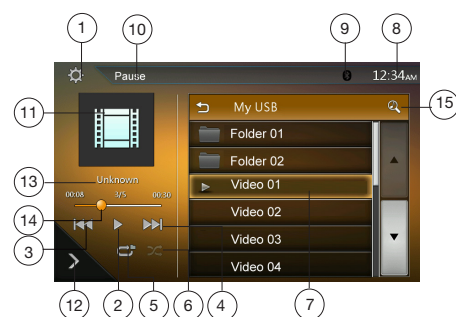 1
10
9
8
Pause
12:34AM
11
My USB
15
Folder 01
Folder 02
13
Unknown
Video 01
00:08 3/5 00:30
14
Video 02
3
Video 03
Video 04
12
2
5
6
4
7